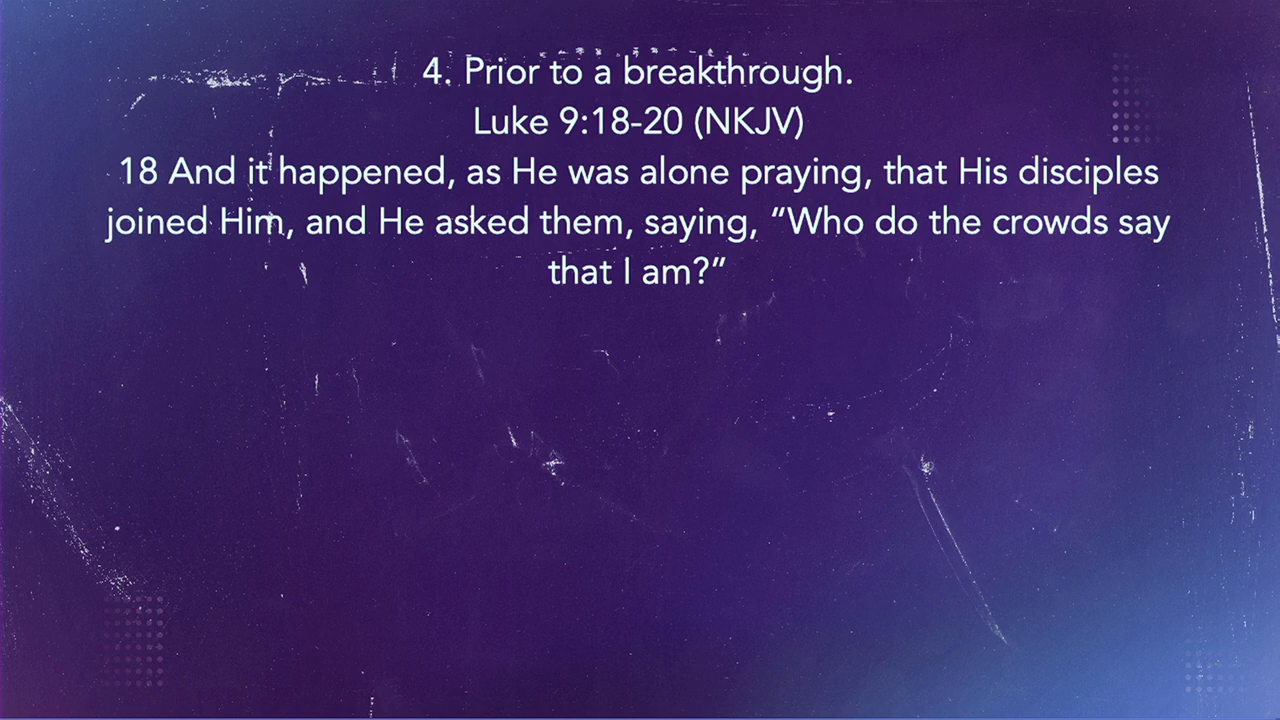 4. Prior to a breakthrough.
Luke 9:18-20 (NKJV)
18 And it happened, as He was alone praying, that His disciples
joined Him, and He asked them, saying, “Who do the crowds say
that I am?”